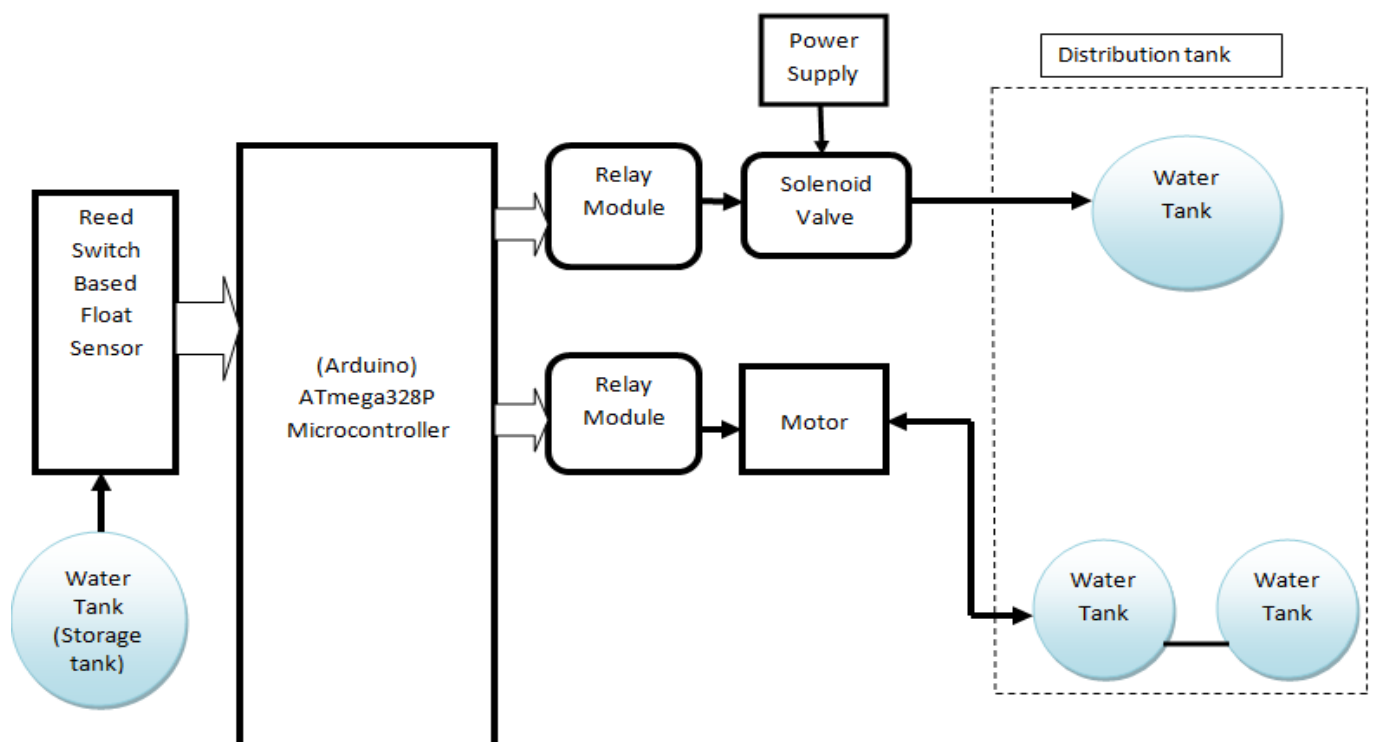 Power
Supply
Distribution tank
Reed
Switch
Based
Float
Sensor
Relay
Module
Solenoid
Valve
Water
Tank
(Arduino)
ATmega328P
Microcontroller
Relay
Module
Motor
Water
Tank
(Storage
tank)
Water
Tank
Water
Tank